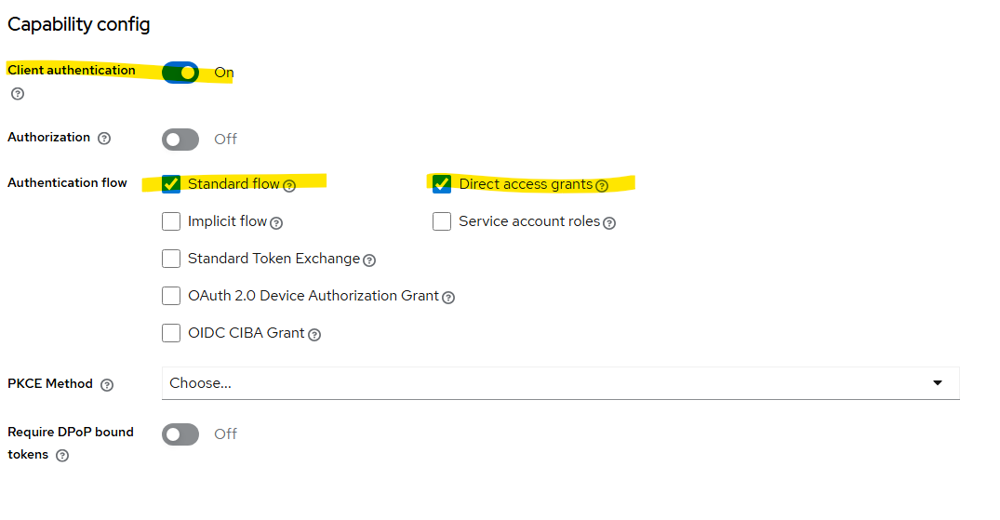 Capability config
Client authentication On
Authorization Off
Authentication flow Standard flow Direct access grants
Implicit flow Service account roles
Standard Token Exchange
OAuth 2.0 Device Authorization Grant
OIDC CIBA Grant
PKCE Method Choose...
Require DPoP bound Off
tokens